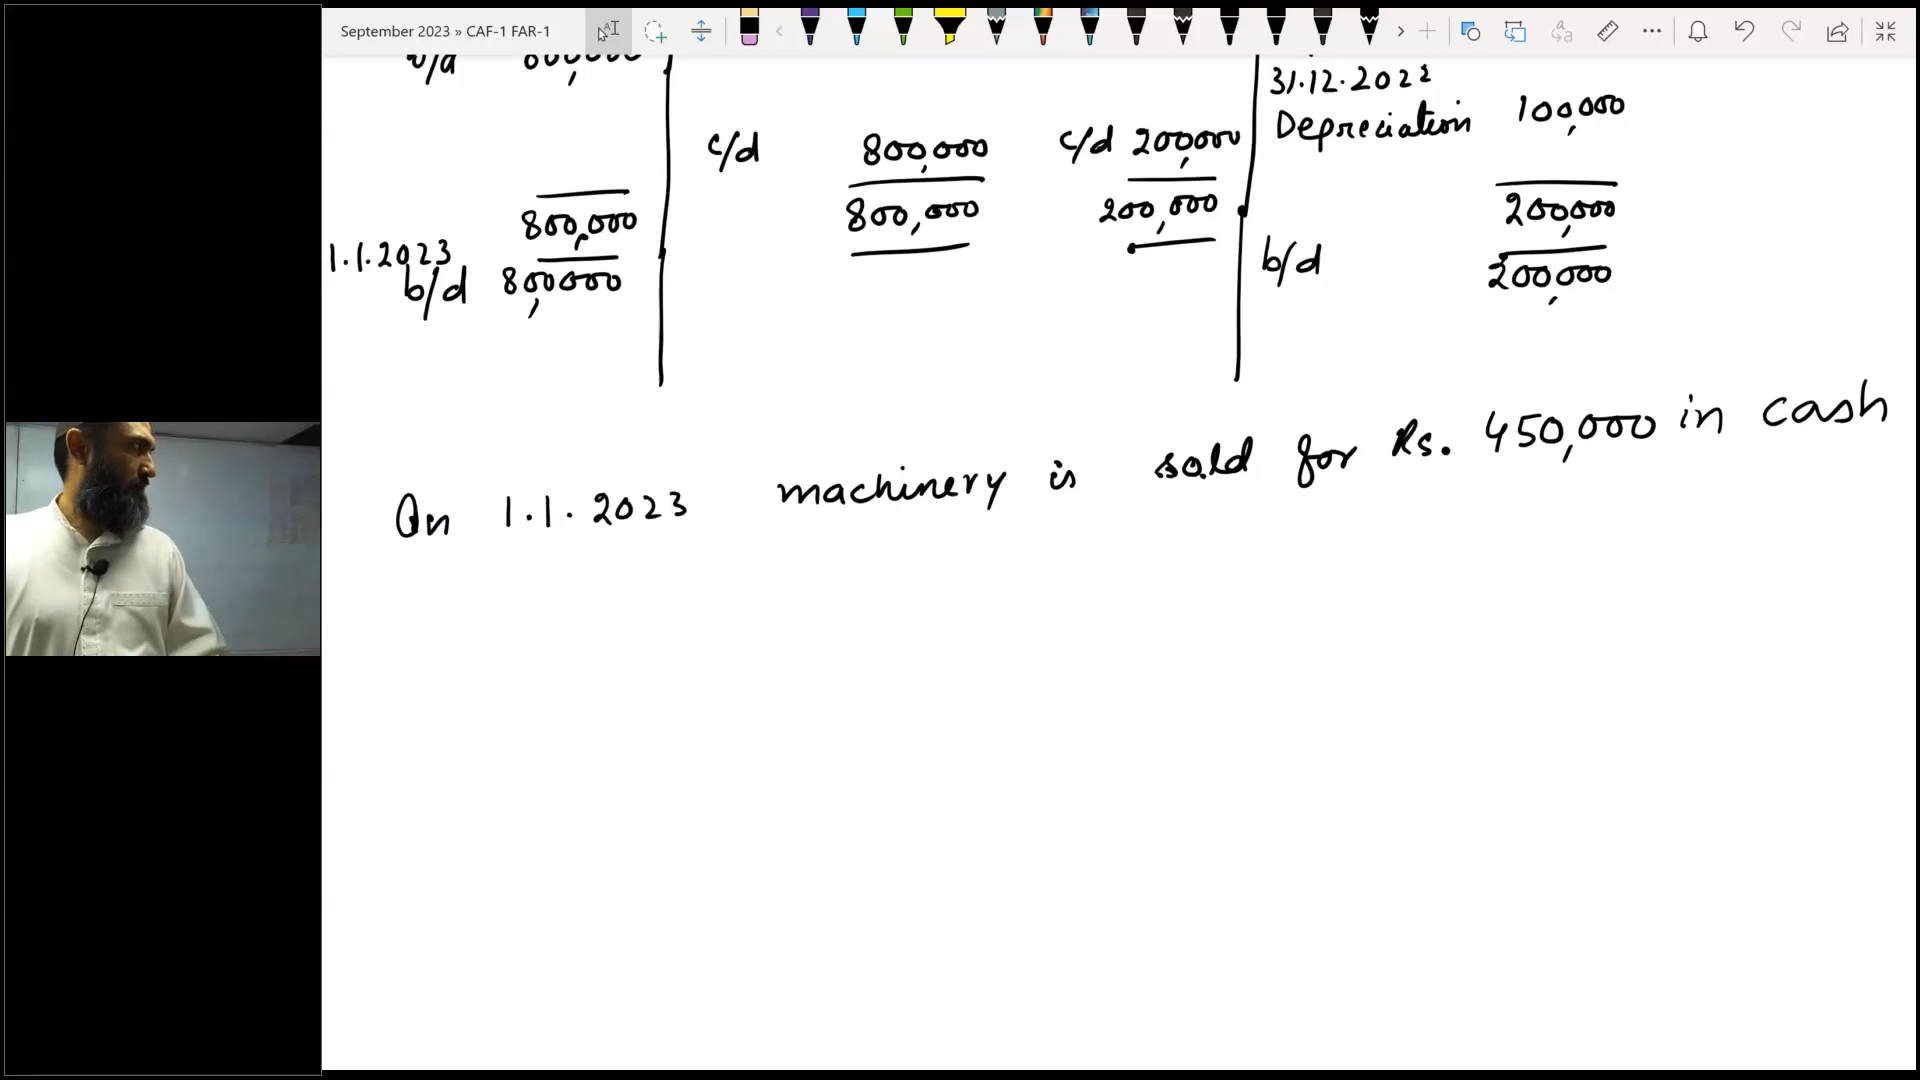 September 2023 » CAF-1 FAR-1
31.12.2022
Depreciation 100,000
c/d 800,000 c/d 200,000
800,000 800,000 200,000 200,000
1.1.2023
b/d 800,000 b/d 200,000
On 1.1.2023 machinery is sold for Rs. 450,000 in cash